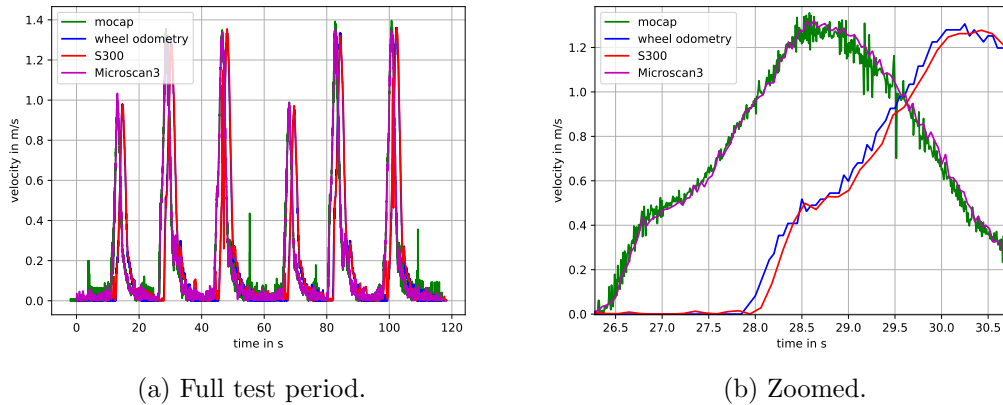 mocap
wheel odometry
S300
Microscan3
velocity in m/s
1.4
1.2
1.0
0.8
0.6
0.4
0.2
0.0
0 20 40 60 80 100 120
time in s
(a) Full test period.
mocap
wheel odometry
S300
Microscan3
velocity in m/s
1.2
1.0
0.8
0.6
0.4
0.2
0.0
26.5 27.0 27.5 28.0 28.5 29.0 29.5 30.0 30.5
time in s
(b) Zoomed.